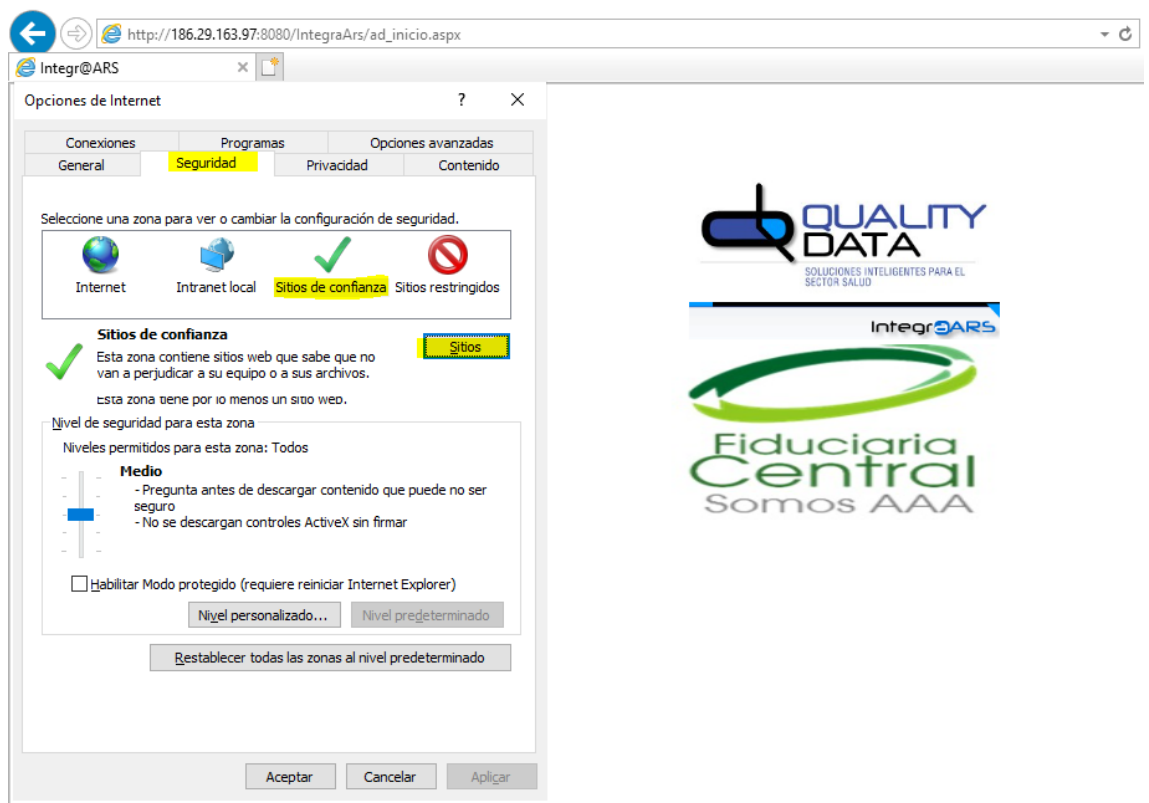 http://186.29.163.97:8080/IntegraArs/ad_inicio.aspx
Integr@ARS
Opciones de Internet ?
Conexiones Programas Opciones avanzadas
General Seguridad Privacidad Contenido
Seleccione una zona para ver o cambiar la configuración de seguridad.
Internet Intranet local Sitios de confianza Sitios restringidos
Sitios de confianza
Sitios
Esta zona contiene sitios web que sabe que no
van a perjudicar a su equipo o a sus archivos.
Esta zona tiene por lo menos un sitio web.
Nivel de seguridad para esta zona
Niveles permitidos para esta zona: Todos
Medio
- Pregunta antes de descargar contenido que puede no ser
seguro
- No se descargan controles ActiveX sin firmar
Habilitar Modo protegido (requiere reiniciar Internet Explorer)
Nivel personalizado... Nivel predeterminado
Restablecer todas las zonas al nivel predeterminado
Aceptar Cancelar Aplicar
QUALITY
DATA
SOLUCIONES INTELIGENTES PARA EL
SECTOR SALUD
Integr@ARS
Fiduciaria
Central
Somos AAA